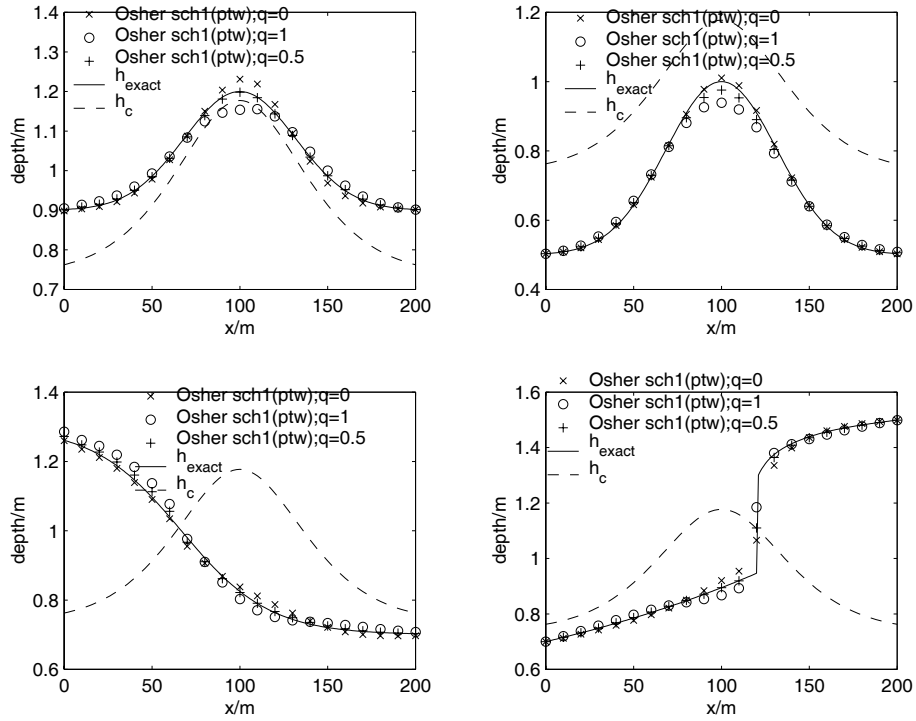 1.4
1.3
1.2
1.1
1
0.9
0.8
0.7
depth/m
Osher sch1(ptw);q=0
Osher sch1(ptw);q=1
Osher sch1(ptw);q=0.5
h_exact
h_c
0 50 100 150 200
x/m
1.2
1
0.8
0.6
0.4
depth/m
Osher sch1(ptw);q=0
Osher sch1(ptw);q=1
Osher sch1(ptw);q=0.5
h_exact
h_c
0 50 100 150 200
x/m
1.4
1.2
1
0.8
0.6
depth/m
Osher sch1(ptw);q=0
Osher sch1(ptw);q=1
Osher sch1(ptw);q=0.5
h_exact
h_c
0 50 100 150 200
x/m
1.6
1.4
1.2
1
0.8
0.6
depth/m
Osher sch1(ptw);q=0
Osher sch1(ptw);q=1
Osher sch1(ptw);q=0.5
h_exact
h_c
0 50 100 150 200
x/m